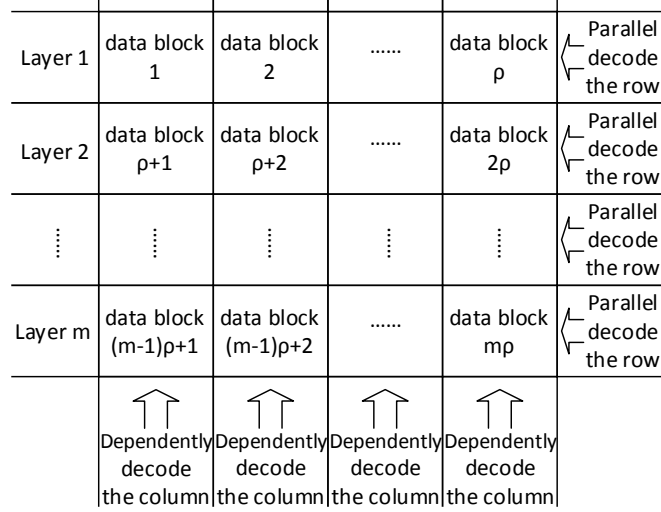 Layer 1
data block
1
data block
2
......
data block
ρ
Parallel
decode
the row
Layer 2
data block
ρ+1
data block
ρ+2
......
data block
2ρ
Parallel
decode
the row
......
......
......
......
......
Parallel
decode
the row
Layer m
data block
(m-1)ρ+1
data block
(m-1)ρ+2
......
data block
mρ
Parallel
decode
the row
Dependently
decode
the column
Dependently
decode
the column
Dependently
decode
the column
Dependently
decode
the column